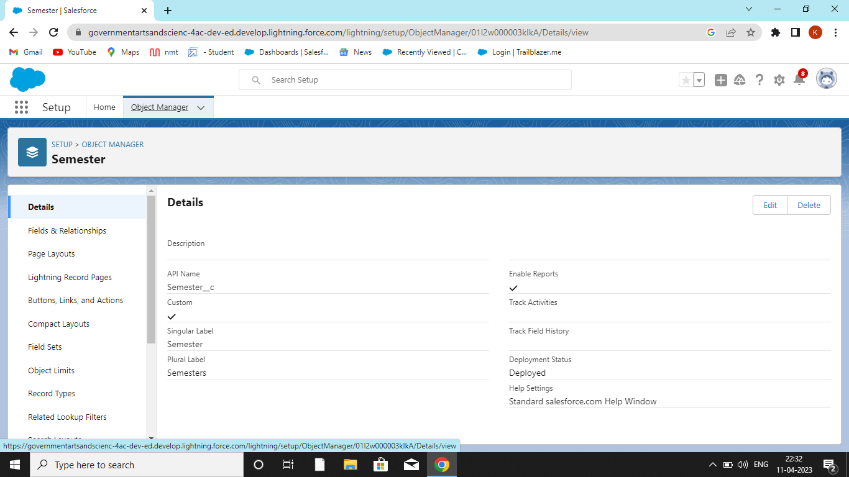 Semester | Salesforce
governmentartsandscienc-4ac-dev-ed.develop.lightning.force.com/lightning/setup/ObjectManager/01I2w000003klkA/Details/view
G
K
Gmail YouTube Maps nmt - Student Dashboards | Salesf... News Recently Viewed | C... Login | Trailblazer.me
Search Setup
8
Setup Home Object Manager
SETUP > OBJECT MANAGER
Semester
Details
Fields & Relationships
Page Layouts
Lightning Record Pages
Buttons, Links, and Actions
Compact Layouts
Field Sets
Object Limits
Record Types
Related Lookup Filters
Search Layouts
Details
Edit Delete
Description
API Name
Semester__c
Custom
Singular Label
Semester
Plural Label
Semesters
Enable Reports
Track Activities
Track Field History
Deployment Status
Deployed
Help Settings
Standard salesforce.com Help Window
https://governmentartsandscienc-4ac-dev-ed.develop.lightning.force.com/lightning/setup/ObjectManager/01I2w000003klkA/Details/view
Type here to search
ENG
22:32
11-04-2023
2